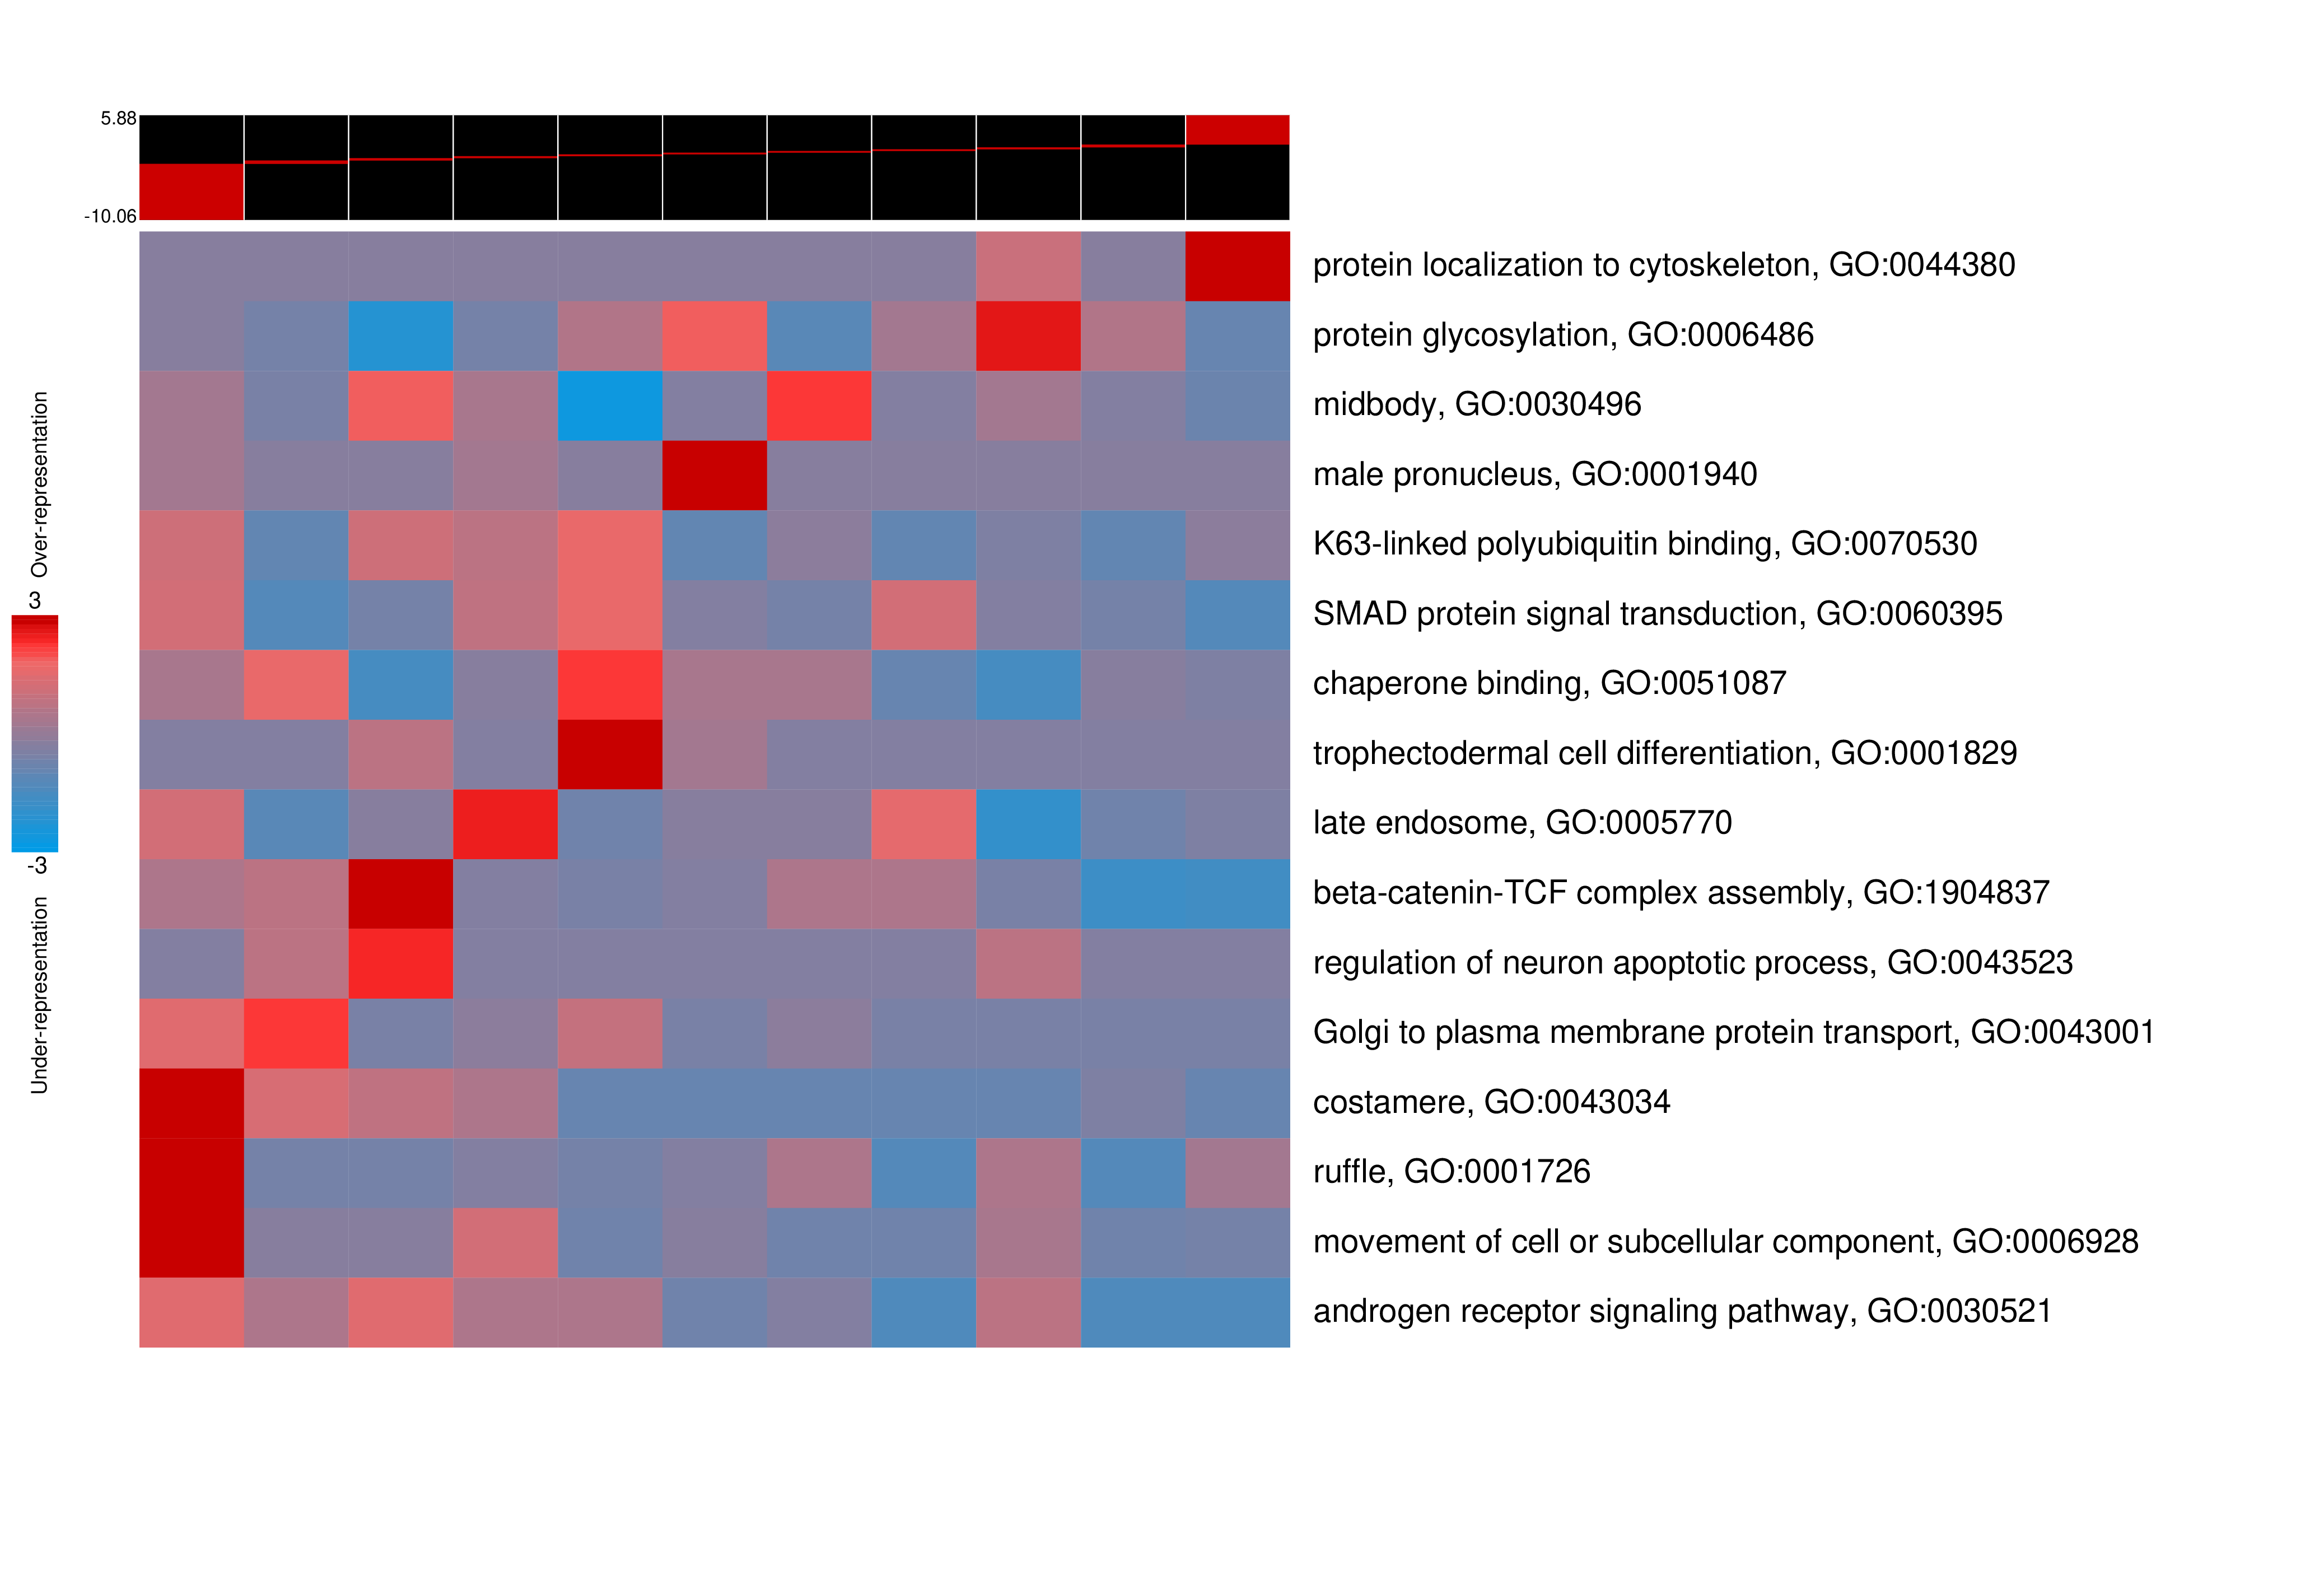 5.88
-10.06
protein localization to cytoskeleton, GO:0044380
protein glycosylation, GO:0006486
midbody, GO:0030496
male pronucleus, GO:0001940
K63-linked polyubiquitin binding, GO:0070530
SMAD protein signal transduction, GO:0060395
chaperone binding, GO:0051087
trophectodermal cell differentiation, GO:0001829
late endosome, GO:0005770
beta-catenin-TCF complex assembly, GO:1904837
regulation of neuron apoptotic process, GO:0043523
Golgi to plasma membrane protein transport, GO:0043001
costamere, GO:0043034
ruffle, GO:0001726
movement of cell or subcellular component, GO:0006928
androgen receptor signaling pathway, GO:0030521
Over-representation
3
-3
Under-representation